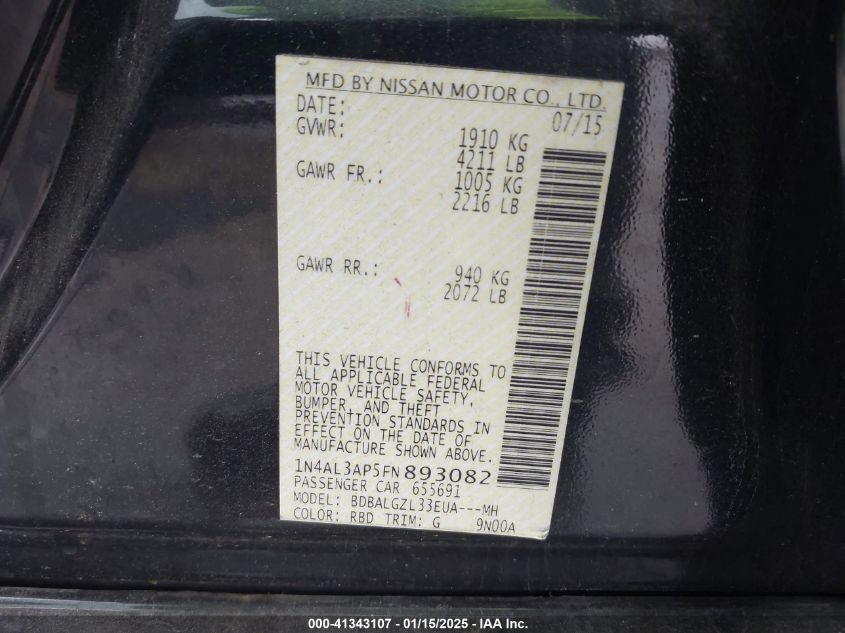 MFD BY NISSAN MOTOR CO., LTD.
DATE: 07/15
GVWR: 1910 KG
4211 LB
GAWR FR.: 1005 KG
2216 LB
GAWR RR.: 940 KG
2072 LB
THIS VEHICLE CONFORMS TO
ALL APPLICABLE FEDERAL
MOTOR VEHICLE SAFETY,
BUMPER, AND THEFT
PREVENTION STANDARDS IN
EFFECT ON THE DATE OF
MANUFACTURE SHOWN ABOVE.
1N4AL3AP5FN893082
PASSENGER CAR 655691
MODEL: BDBALGZL33EUA---MH
COLOR: RBD TRIM: G 9N00A
000-41343107 - 01/15/2025 - IAA Inc.